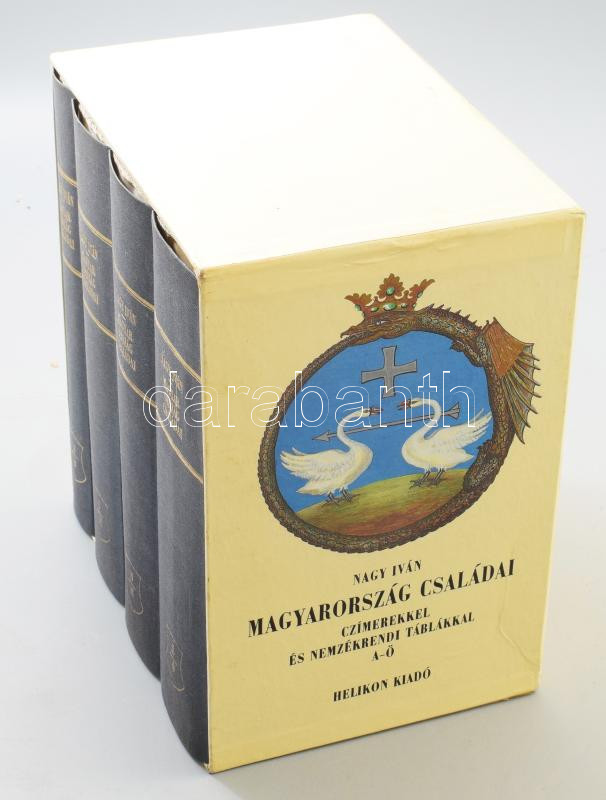 darabanth
NAGY IVÁN
MAGYARORSZÁG CSALÁDAI
CZÍMEREKKEL
ÉS NEMZÉKRENDI TÁBLÁKKAL
A-Ö
HELIKON KIADÓ